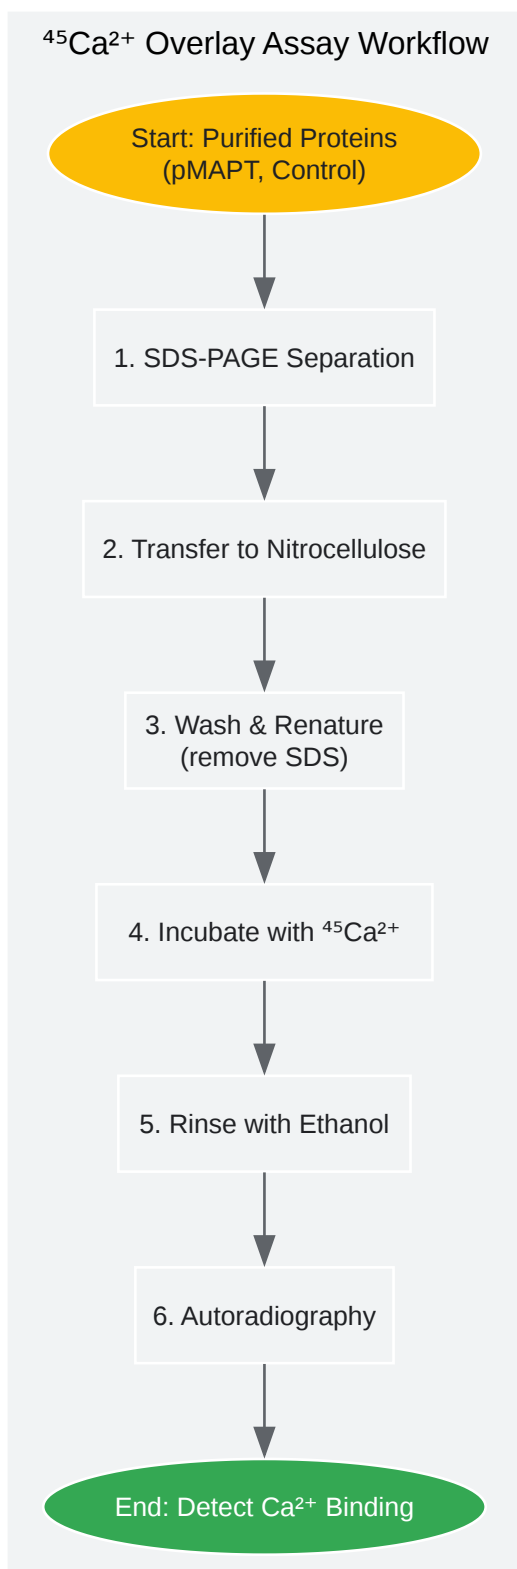 ⁴⁵Ca²⁺ Overlay Assay Workflow
Start: Purified Proteins
(pMAPT, Control)
1. SDS-PAGE Separation
2. Transfer to Nitrocellulose
3. Wash & Renature
(remove SDS)
4. Incubate with ⁴⁵Ca²⁺
5. Rinse with Ethanol
6. Autoradiography
End: Detect Ca²⁺ Binding